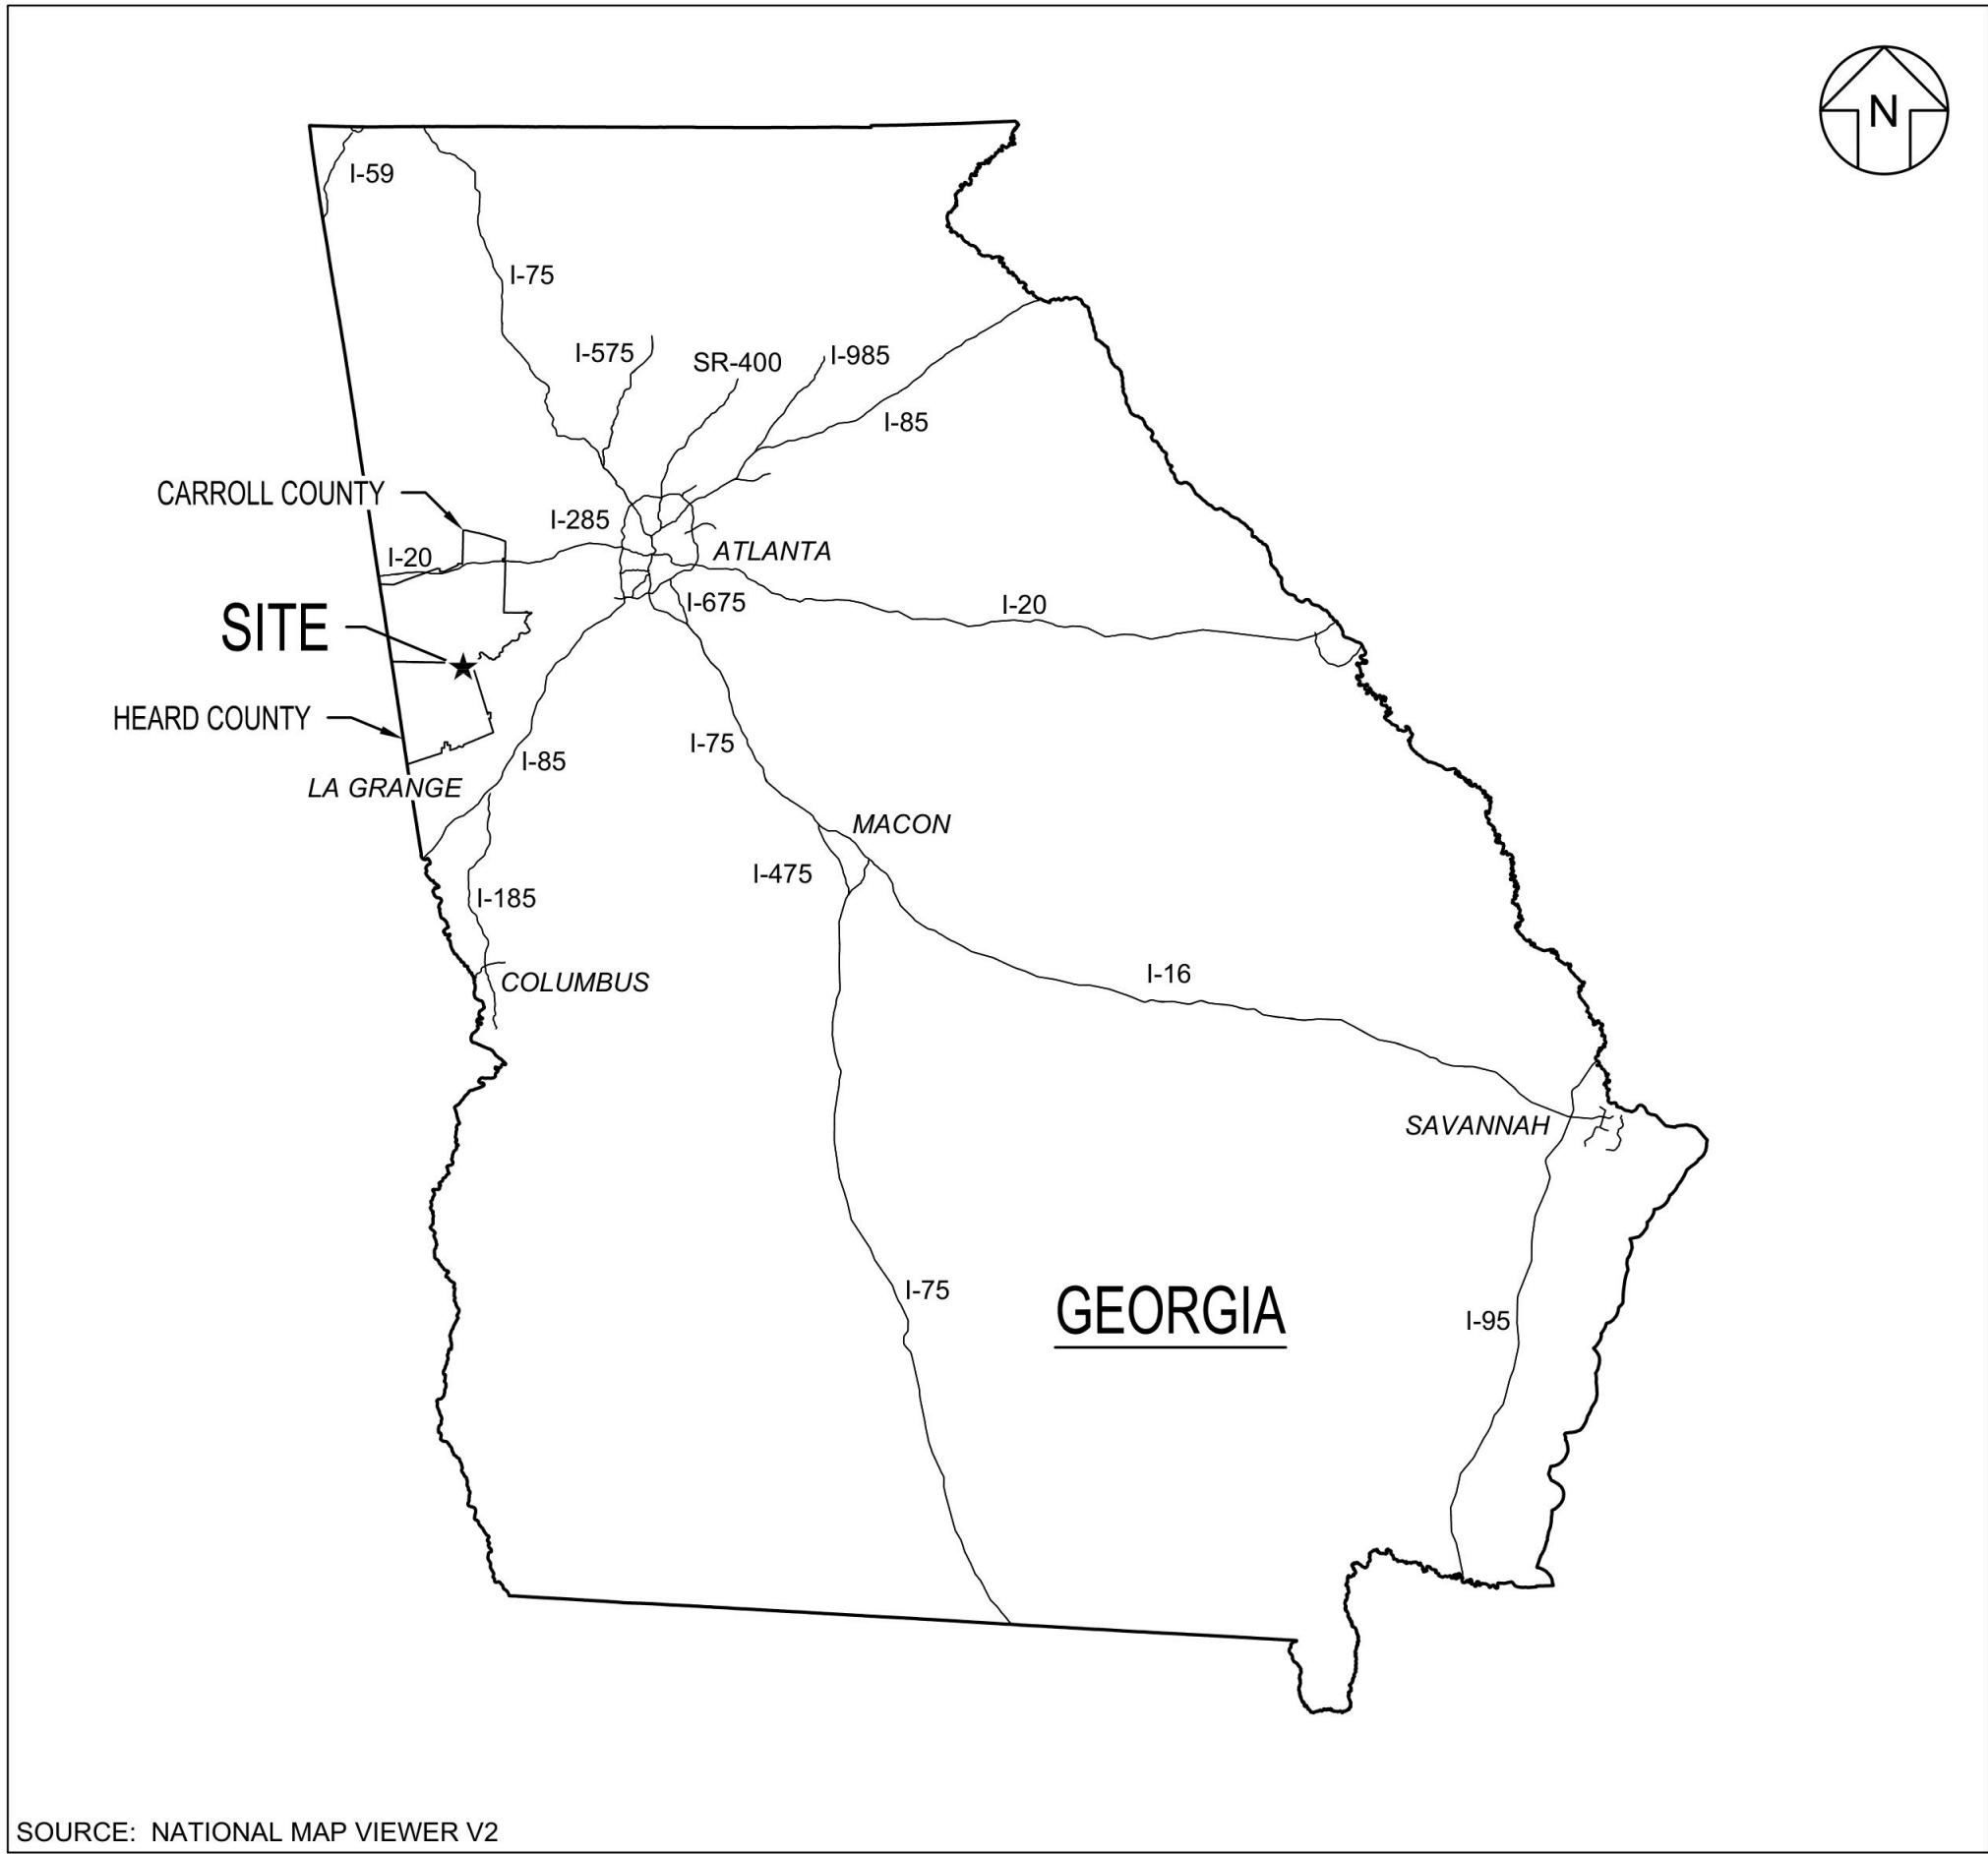 N
I-59
I-75
I-575
SR-400
I-985
I-85
CARROLL COUNTY
I-285
ATLANTA
I-20
I-675
I-20
SITE
HEARD COUNTY
I-85
I-75
LA GRANGE
MACON
I-475
I-185
COLUMBUS
I-16
SAVANNAH
I-75
GEORGIA
I-95
SOURCE: NATIONAL MAP VIEWER V2